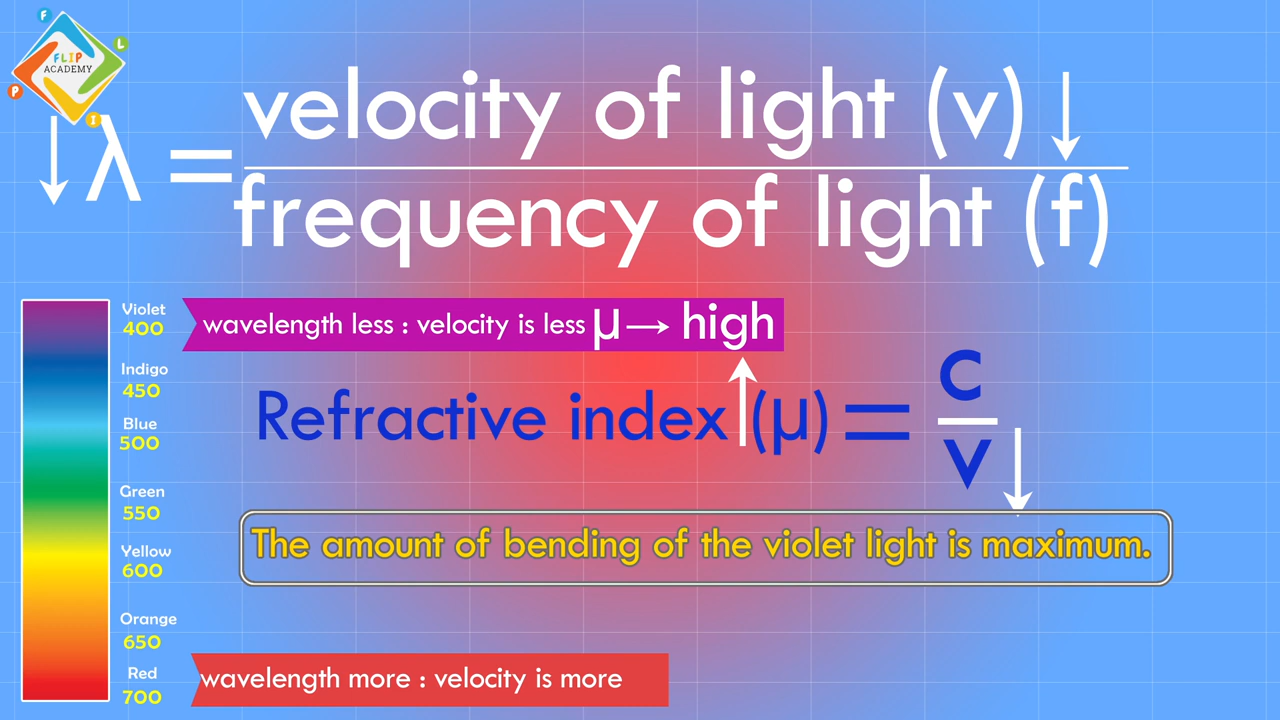 F
L
FLIP
ACADEMY
P
I
↓λ = velocity of light (v)↓
frequency of light (f)
Violet
400
wavelength less : velocity is less μ→ high
Indigo
450
Blue
500
Refractive index↑(μ) = c
v↓
Green
550
The amount of bending of the violet light is maximum.
Yellow
600
Orange
650
Red
700
wavelength more : velocity is more